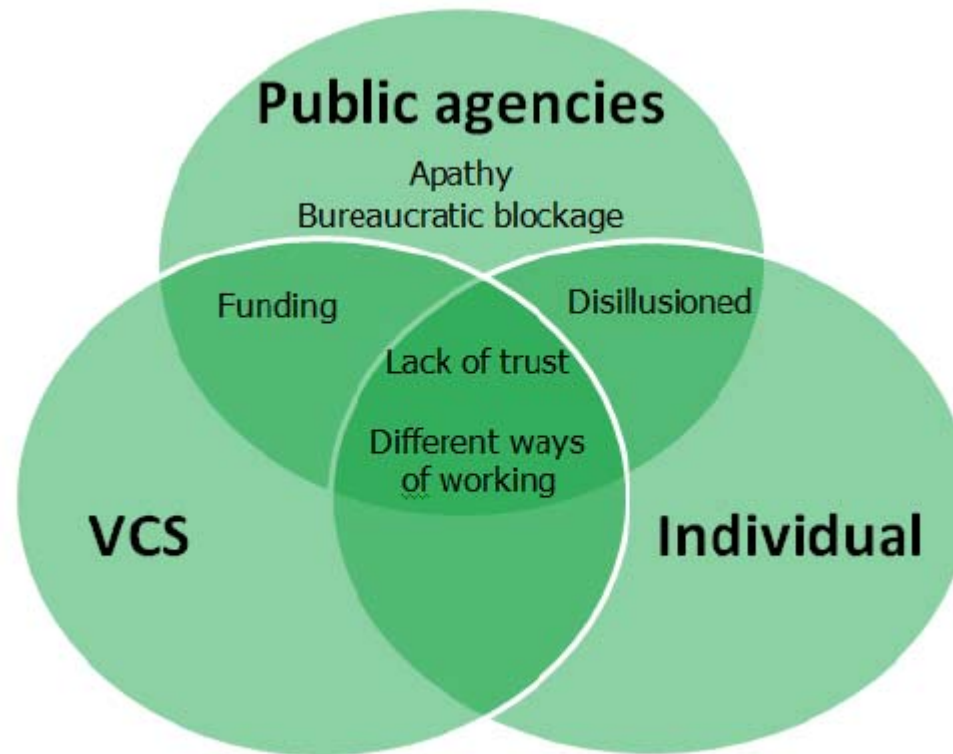 Public agencies
Apathy
Bureaucratic blockage
Funding
Disillusioned
Lack of trust
Different ways
of working
VCS
Individual